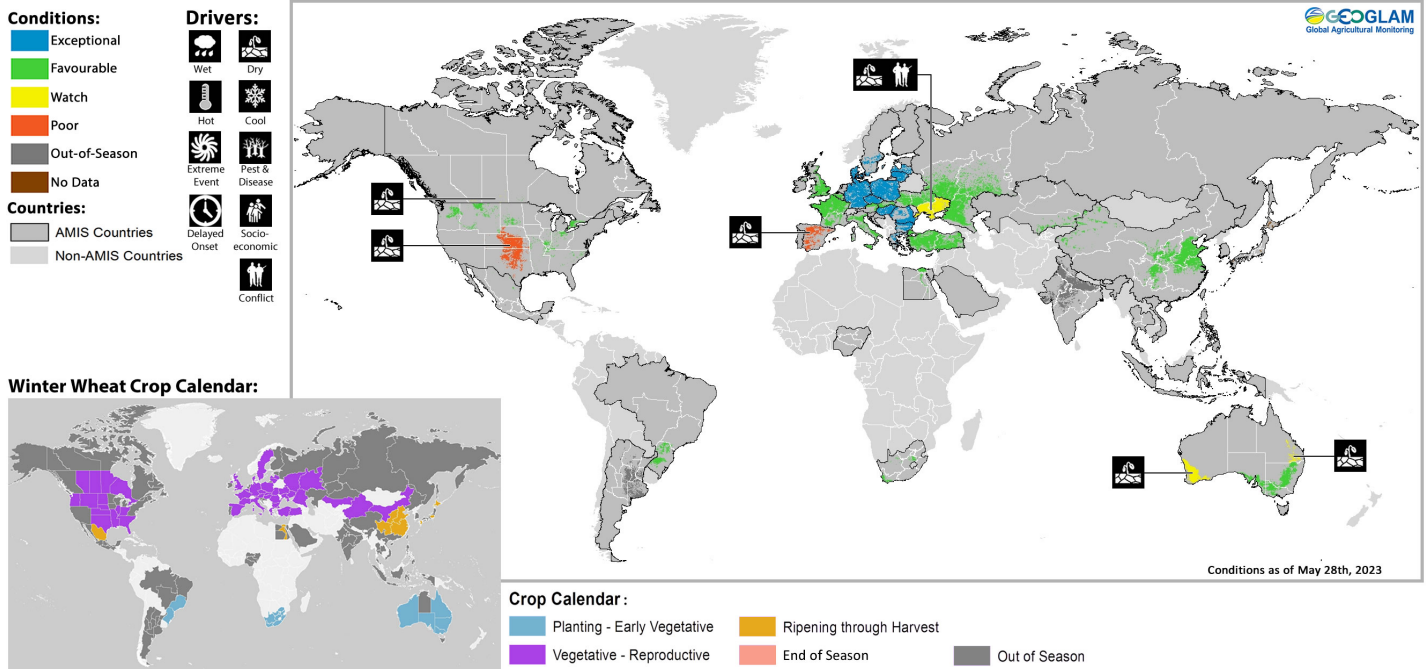 Conditions:
Exceptional
Favourable
Watch
Poor
Out-of-Season
No Data
Countries:
AMIS Countries
Non-AMIS Countries
Drivers:
Wet
Dry
Hot
Cool
Extreme
Event
Pest &
Disease
Delayed
Onset
Socio-
economic
Conflict
GEOGLAM
Global Agricultural Monitoring
Conditions as of May 28th, 2023
Winter Wheat Crop Calendar:
Crop Calendar :
Planting - Early Vegetative
Ripening through Harvest
Vegetative - Reproductive
End of Season
Out of Season